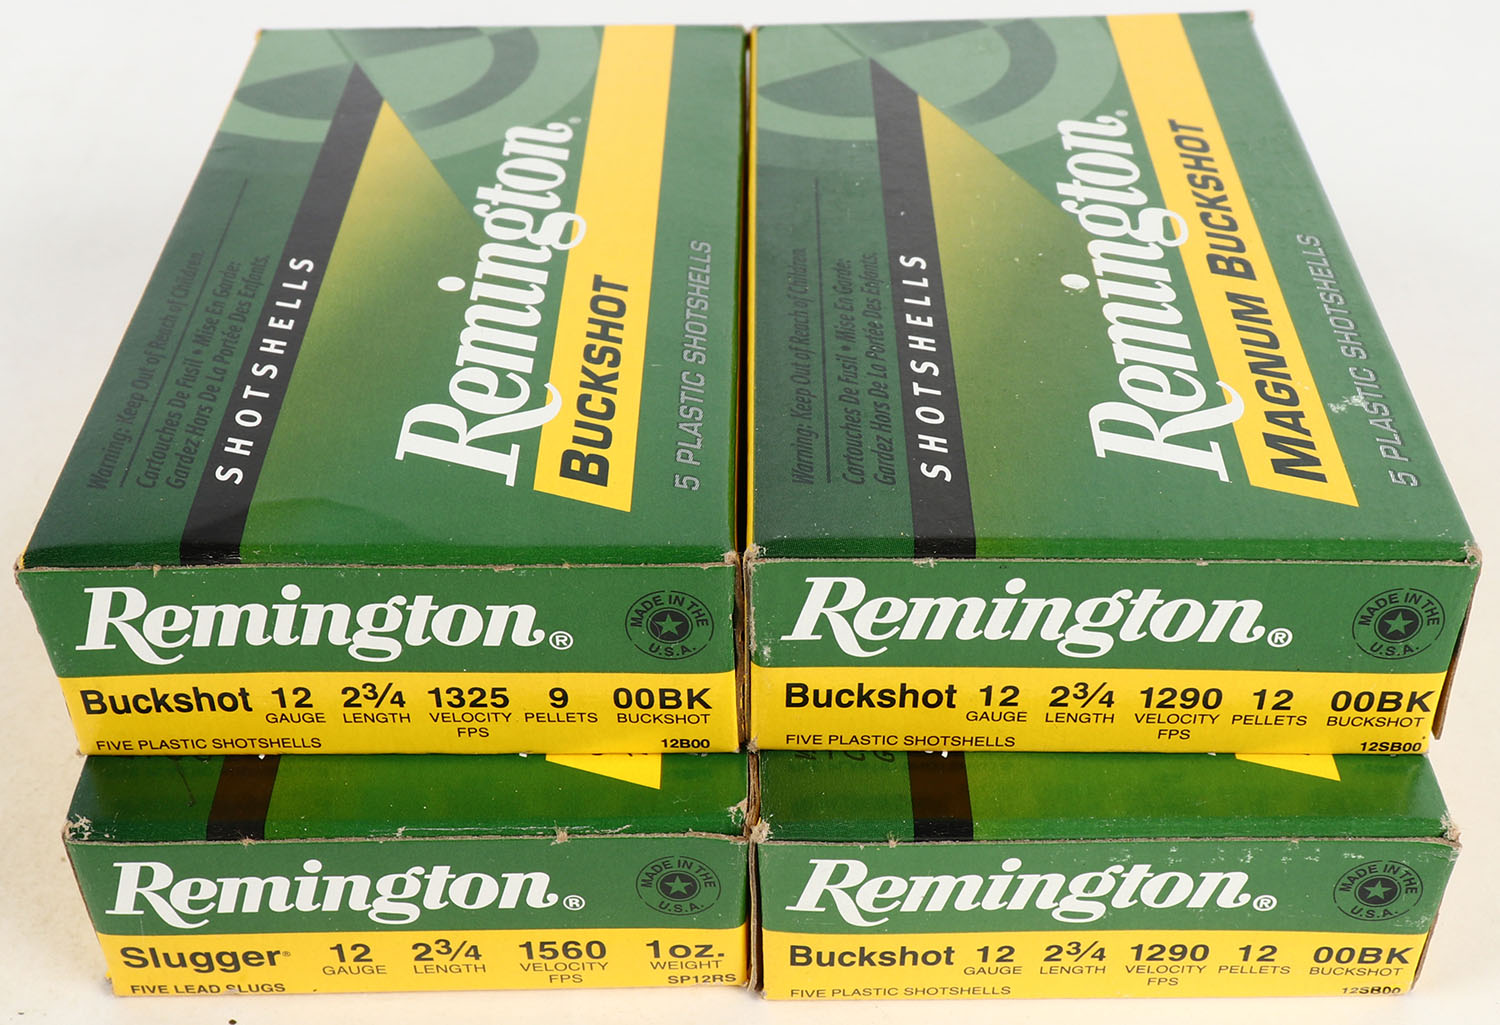 Warning: Keep Out of Reach of Children.
Cartouches De Fusil • Mise En Garde:
Gardez Hors De La Portée Des Enfants.
SHOTSHELLS
Remington®
BUCKSHOT
5 PLASTIC SHOTSHELLS
Warning: Keep Out of Reach of Children.
Cartouches De Fusil • Mise En Garde:
Gardez Hors De La Portée Des Enfants.
SHOTSHELLS
Remington®
MAGNUM BUCKSHOT
5 PLASTIC SHOTSHELLS
Remington®
MADE IN THE
U.S.A.
Buckshot 12 2¾ 1325 9 00BK
GAUGE LENGTH VELOCITY PELLETS BUCKSHOT
FPS
FIVE PLASTIC SHOTSHELLS 12B00
Remington®
MADE IN THE
U.S.A.
Buckshot 12 2¾ 1290 12 00BK
GAUGE LENGTH VELOCITY PELLETS BUCKSHOT
FPS
FIVE PLASTIC SHOTSHELLS 12SB00
Remington®
MADE IN THE
U.S.A.
Slugger® 12 2¾ 1560 1 oz.
GAUGE LENGTH VELOCITY WEIGHT
FPS
FIVE LEAD SLUGS SP12RS
Remington®
MADE IN THE
U.S.A.
Buckshot 12 2¾ 1290 12 00BK
GAUGE LENGTH VELOCITY PELLETS BUCKSHOT
FPS
FIVE PLASTIC SHOTSHELLS 12SB00